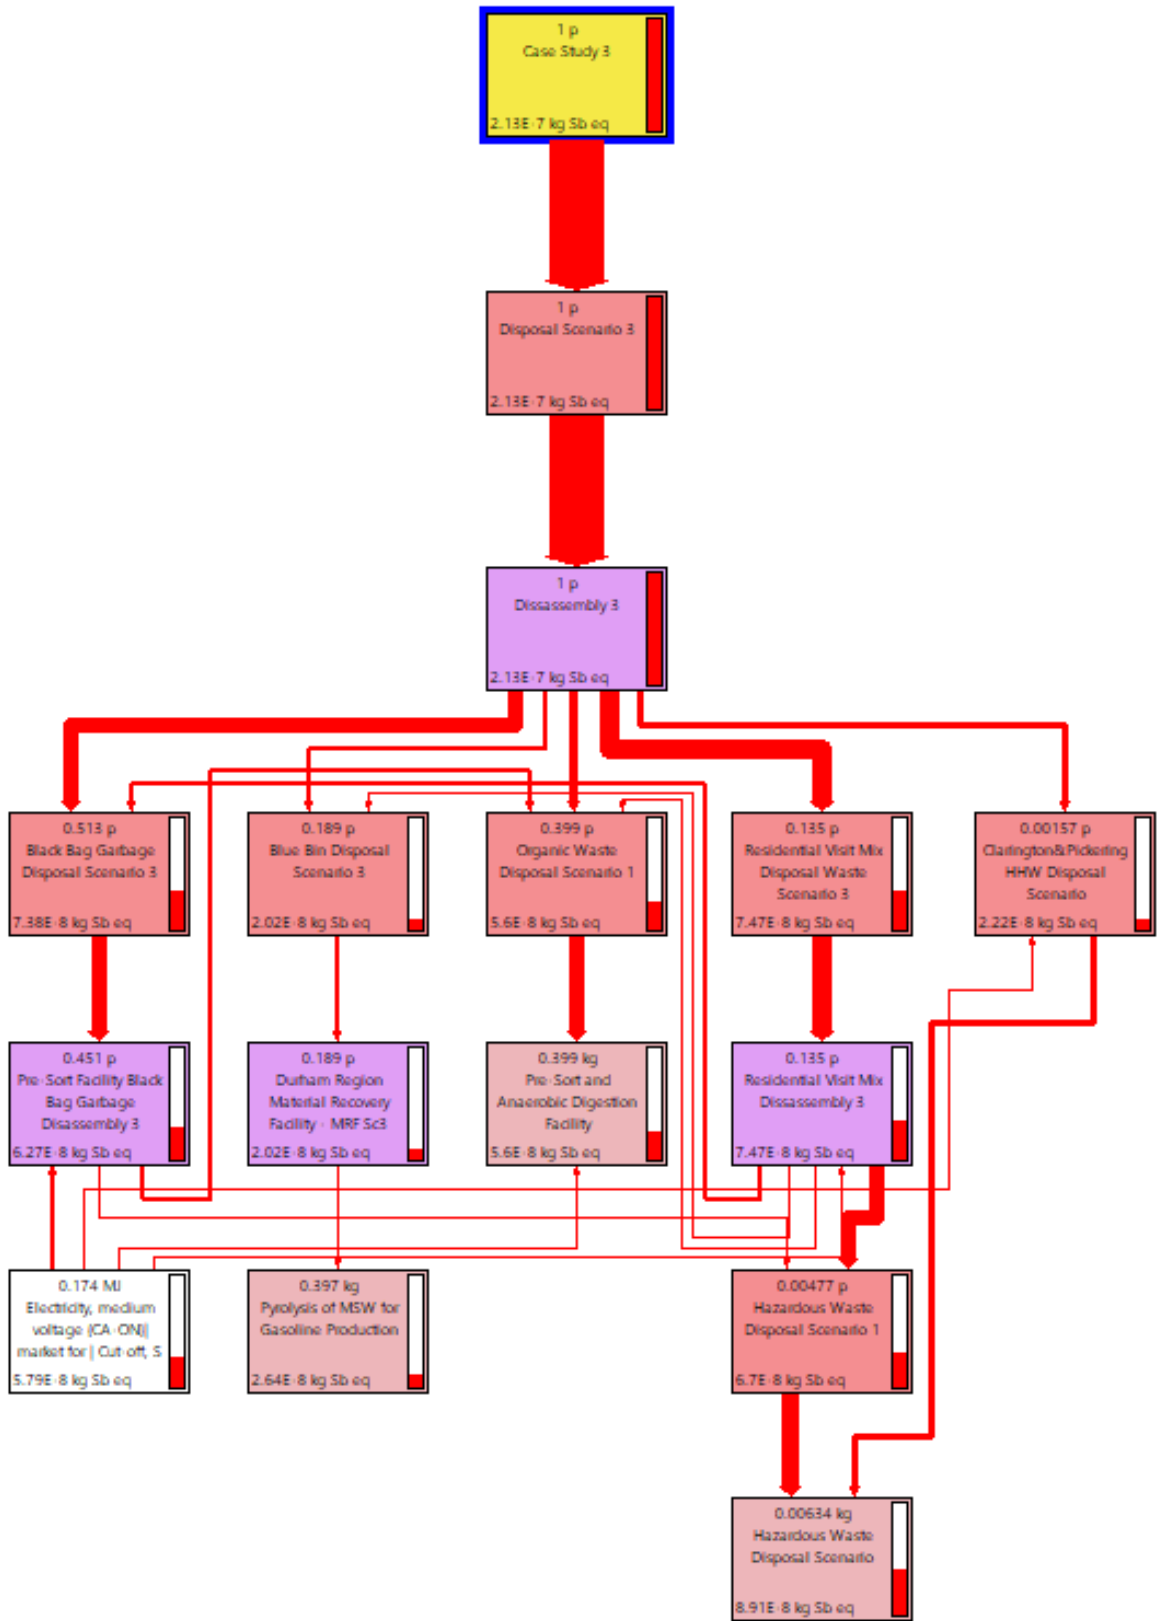 1 p
Case Study 3
2.13E-7 kg Sb eq
1 p
Disposal Scenario 3
2.13E-7 kg Sb eq
1 p
Dissassembly 3
2.13E-7 kg Sb eq
0.513 p
Black Bag Garbage
Disposal Scenario 3
7.38E-8 kg Sb eq
0.189 p
Blue Bin Disposal
Scenario 3
2.02E-8 kg Sb eq
0.399 p
Organic Waste
Disposal Scenario 1
5.6E-8 kg Sb eq
0.135 p
Residential Visit Mix
Disposal Waste
Scenario 3
7.47E-8 kg Sb eq
0.00157 p
Clarington&Pickering
HHW Disposal
Scenario
2.22E-8 kg Sb eq
0.451 p
Pre-Sort Facility Black
Bag Garbage
Disassembly 3
6.27E-8 kg Sb eq
0.189 p
Durham Region
Material Recovery
Facility - MRF Sc3
2.02E-8 kg Sb eq
0.399 kg
Pre-Sort and
Anaerobic Digestion
Facility
5.6E-8 kg Sb eq
0.135 p
Residential Visit Mix
Dissassembly 3
7.47E-8 kg Sb eq
0.174 MJ
Electricity, medium
voltage {CA-ON}|
market for | Cut-off, S
5.79E-8 kg Sb eq
0.397 kg
Pyrolysis of MSW for
Gasoline Production
2.64E-8 kg Sb eq
0.00477 p
Hazardous Waste
Disposal Scenario 1
6.7E-8 kg Sb eq
0.00634 kg
Hazardous Waste
Disposal Scenario
8.91E-8 kg Sb eq